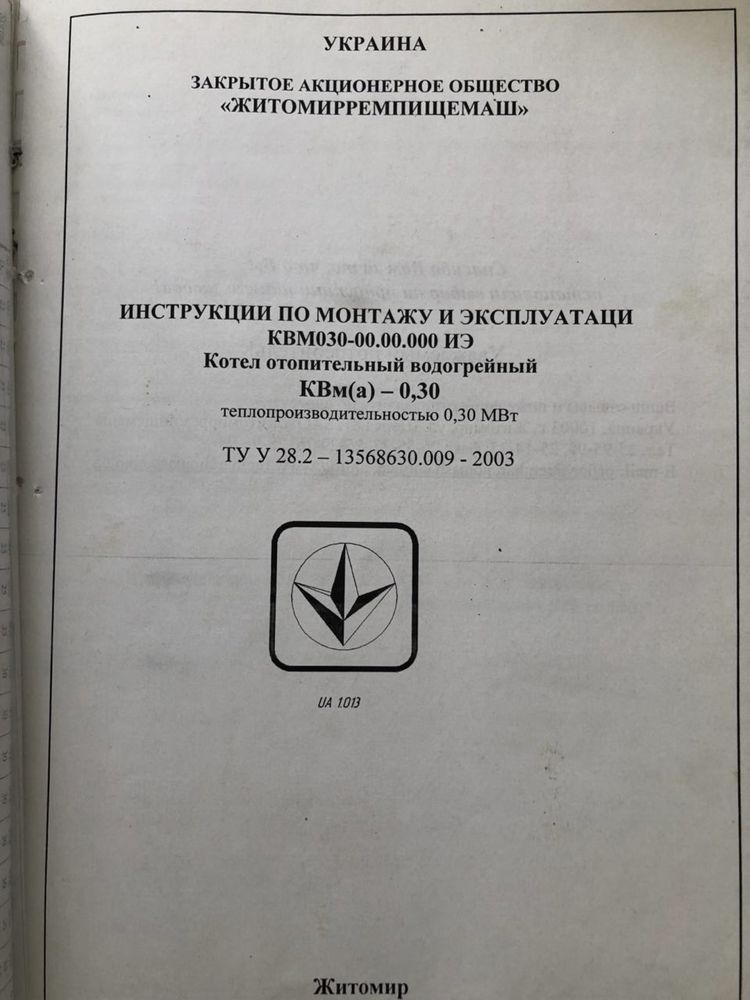 УКРАИНА
ЗАКРЫТОЕ АКЦИОНЕРНОЕ ОБЩЕСТВО
«ЖИТОМИРРЕМПИЩЕМАШ»
ИНСТРУКЦИИ ПО МОНТАЖУ И ЭКСПЛУАТАЦИ
КВМ030-00.00.000 ИЭ
Котел отопительный водогрейный
КВм(а) – 0,30
теплопроизводительностью 0,30 МВт
ТУ У 28.2 – 13568630.009 - 2003
UA 1.013
Житомир